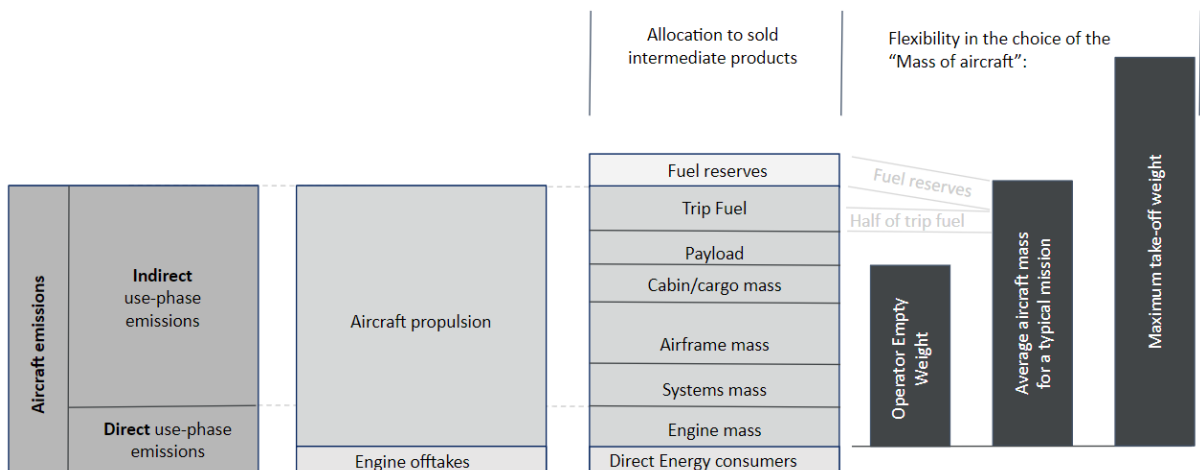 Allocation to sold
intermediate products
Flexibility in the choice of the
“Mass of aircraft”:
Aircraft emissions
Indirect
use-phase
emissions
Direct use-phase
emissions
Aircraft propulsion
Engine offtakes
Fuel reserves
Trip Fuel
Payload
Cabin/cargo mass
Airframe mass
Systems mass
Engine mass
Direct Energy consumers
Fuel reserves
Half of trip fuel
Operator Empty
Weight
Average aircraft mass
for a typical mission
Maximum take-off weight